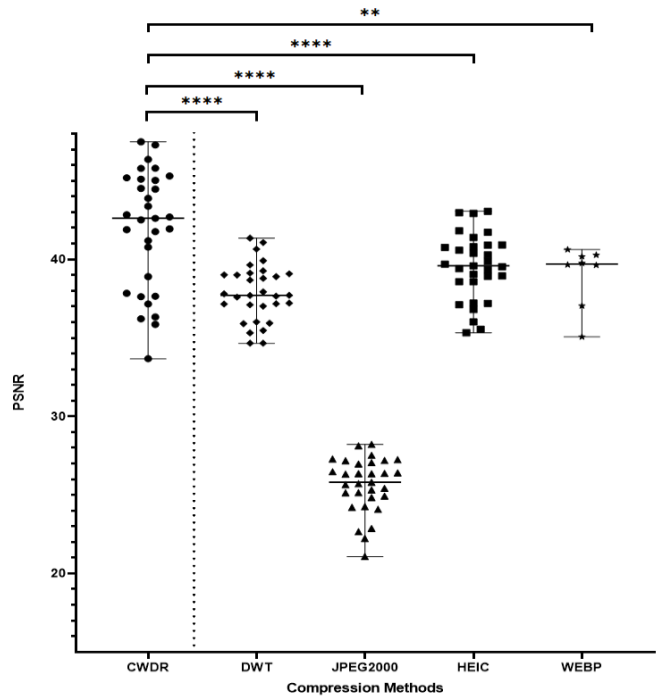 **
****
****
****
PSNR
40
30
20
CWDR DWT JPEG2000 HEIC WEBP
Compression Methods